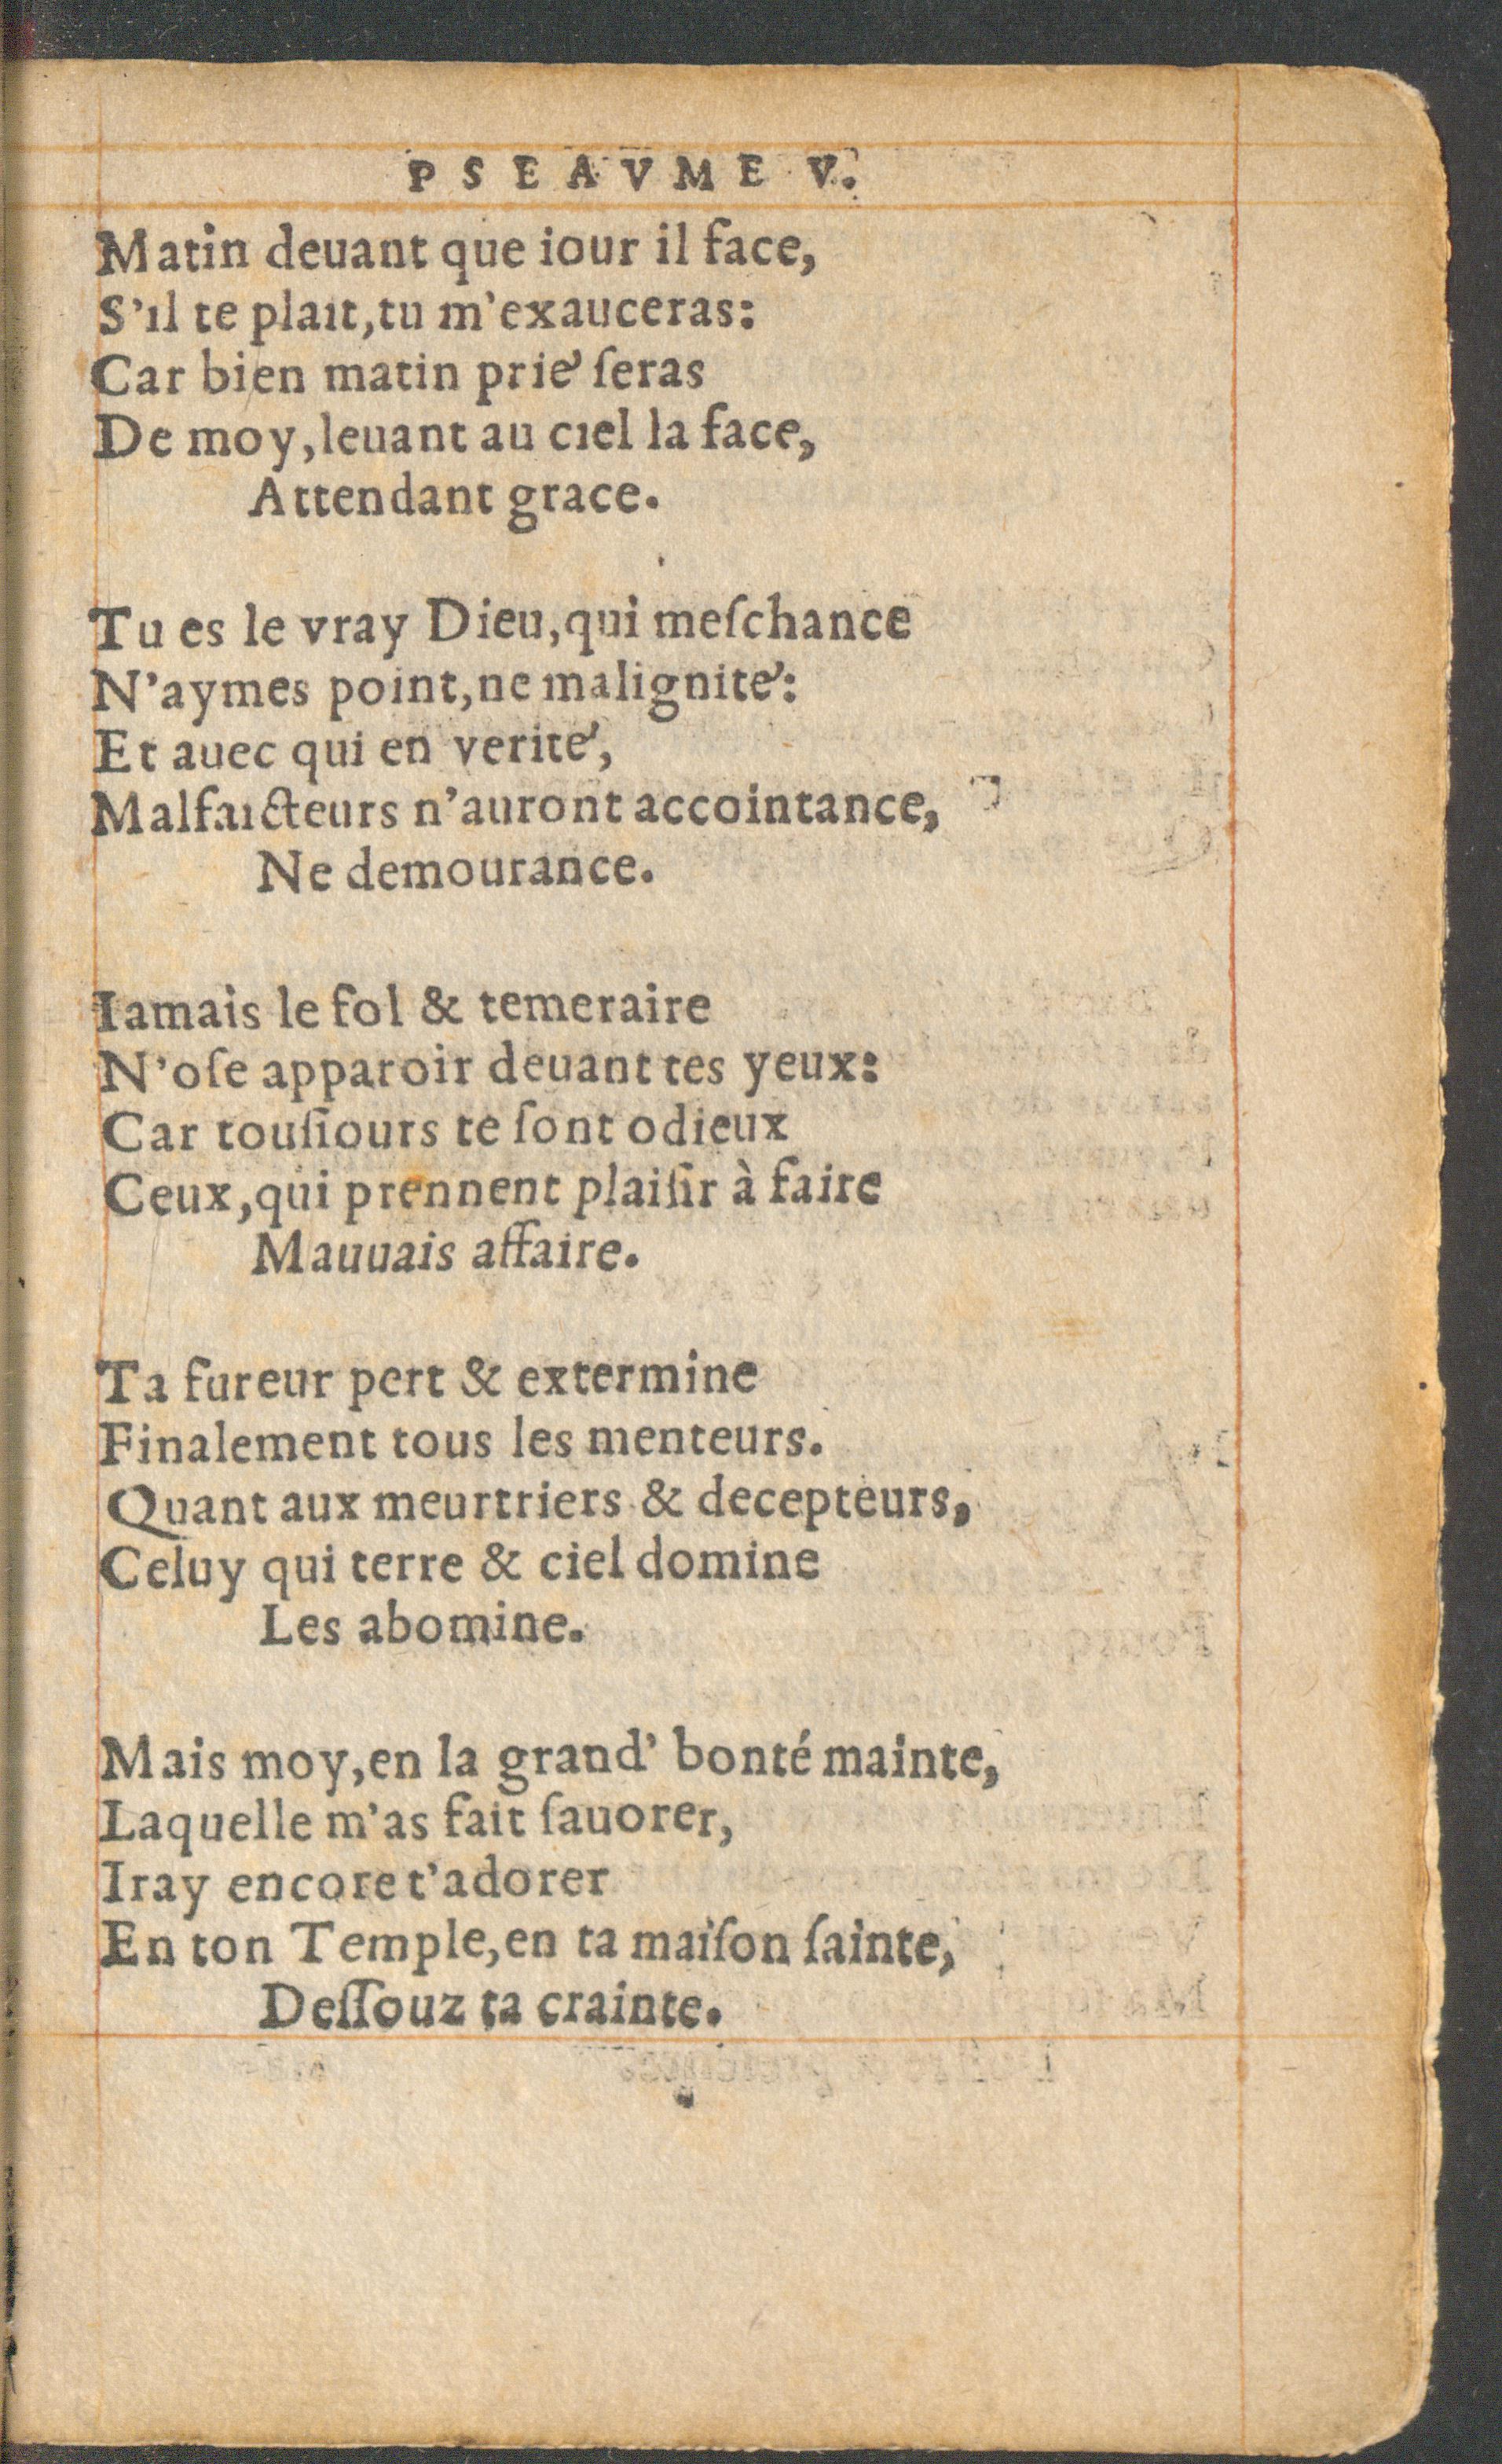 PSEAVME V.
Matin deuant que iour il face,
S'il te plait,tu m'exauceras:
Car bien matin prié ſeras
De moy,leuant au ciel la face,
Attendant grace.
Tu es le vray Dieu,qui meſchance
N'aymes point,ne malignité:
Et auec qui en verité,
Malfaicteurs n'auront accointance,
Ne demourance.
Iamais le fol & temeraire
N'oſe apparoir deuant tes yeux:
Car touſiours te ſont odieux
Ceux,qui prennent plaiſir à faire
Mauuais affaire.
Ta fureur pert & extermine
Finalement tous les menteurs.
Quant aux meurtriers & decepteurs,
Celuy qui terre & ciel domine
Les abomine.
Mais moy,en la grand' bonté mainte,
Laquelle m'as fait ſauorer,
Iray encore t'adorer
En ton Temple,en ta maiſon ſainte,
Deſſouz ta crainte.